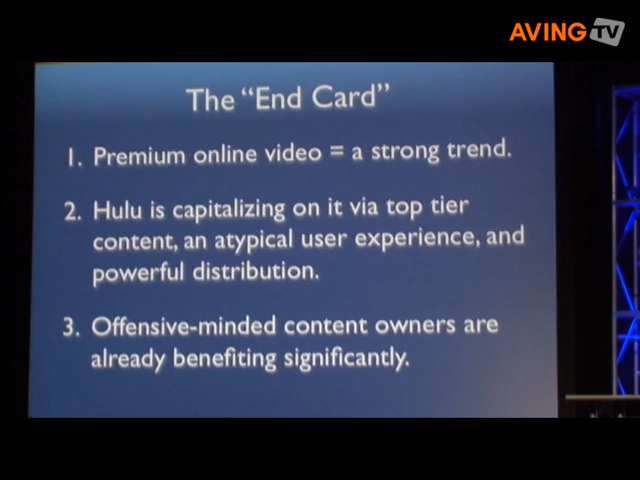 AVING TV
The “End Card”
1. Premium online video = a strong trend.
2. Hulu is capitalizing on it via top tier
content, an atypical user experience, and
powerful distribution.
3. Offensive-minded content owners are
already benefiting significantly.